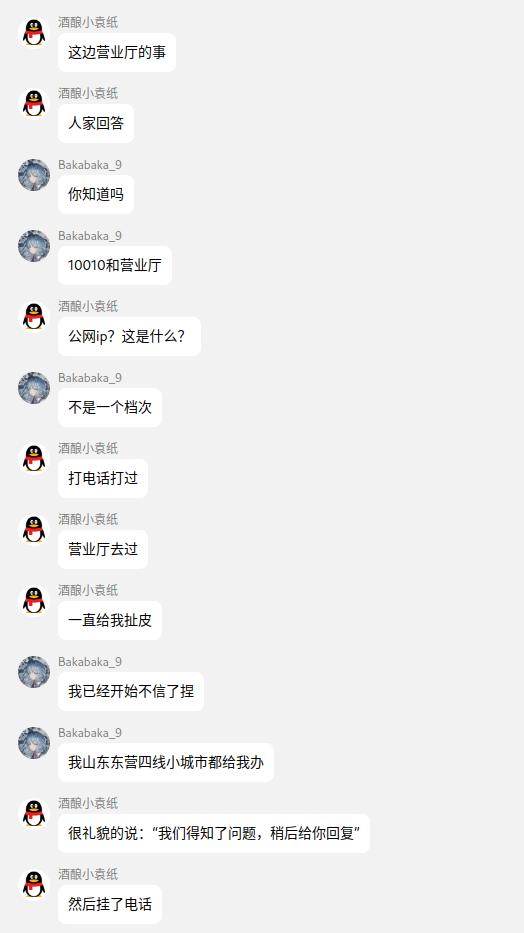 酒酿小袁纸
这边营业厅的事
酒酿小袁纸
人家回答
Bakabaka_9
你知道吗
Bakabaka_9
10010和营业厅
酒酿小袁纸
公网ip？这是什么？
Bakabaka_9
不是一个档次
酒酿小袁纸
打电话打过
酒酿小袁纸
营业厅去过
酒酿小袁纸
一直给我扯皮
Bakabaka_9
我已经开始不信了捏
Bakabaka_9
我山东东营四线小城市都给我办
酒酿小袁纸
很礼貌的说：“我们得知了问题，稍后给你回复”
酒酿小袁纸
然后挂了电话